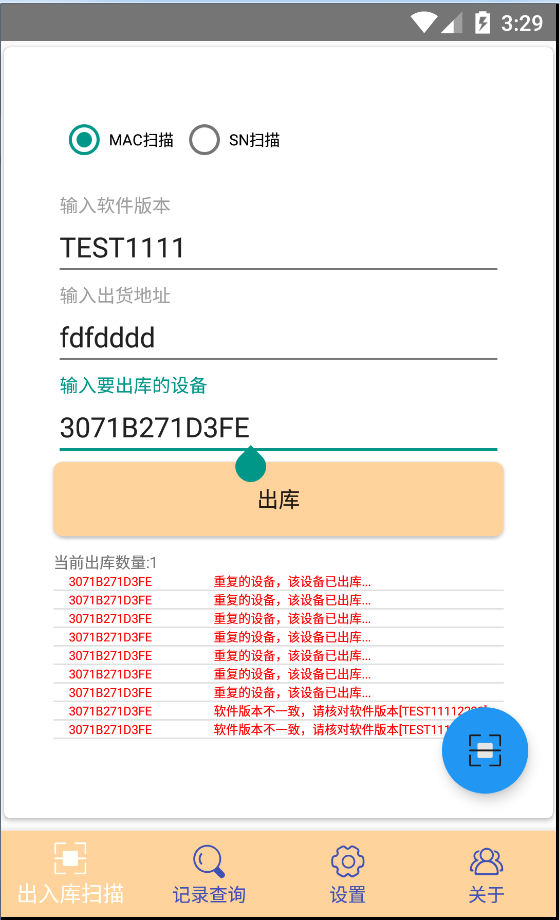 3:29
MAC扫描 SN扫描
输入软件版本
TEST1111
输入出货地址
fdfdddd
输入要出库的设备
3071B271D3FE
出库
当前出库数量:1
3071B271D3FE 重复的设备，该设备已出库...
3071B271D3FE 重复的设备，该设备已出库...
3071B271D3FE 重复的设备，该设备已出库...
3071B271D3FE 重复的设备，该设备已出库...
3071B271D3FE 重复的设备，该设备已出库...
3071B271D3FE 重复的设备，该设备已出库...
3071B271D3FE 重复的设备，该设备已出库...
3071B271D3FE 软件版本不一致，请核对软件版本
3071B271D3FE 软件版本不一致，请核对软件版本
出入库扫描 记录查询 设置 关于